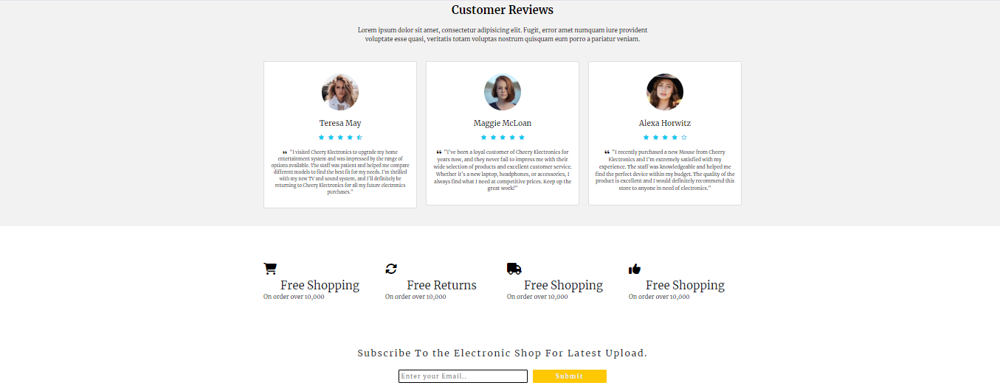 Customer Reviews
Lorem ipsum dolor sit amet, consectetur adipisicing elit. Fugit, error amet numquam iure provident
voluptate esse quasi, veritatis totam voluptas nostrum quisquam eum porro a pariatur veniam.
Teresa May
"I visited Cheery Electronics to upgrade my home
entertainment system and was impressed by the range of
options available. The staff was patient and helped me compare
different models to find the best fit for my needs. I'm thrilled
with my new TV and sound system, and I'll definitely be
returning to Cheery Electronics for all my future electronics
purchases."
Maggie McLoan
"I've been a loyal customer of Cheery Electronics for
years now, and they never fail to impress me with their
wide selection of products and excellent customer service.
Whether it's a new laptop, headphones, or accessories, I
always find what I need at competitive prices. Keep up the
great work!"
Alexa Horwitz
"I recently purchased a new Mouse from Cheery
Electronics and I'm extremely satisfied with my
experience. The staff was knowledgeable and helped me
find the perfect device within my budget. The quality of the
product is excellent and I would definitely recommend this
store to anyone in need of electronics."
Free Shopping
On order over 10,000
Free Returns
On order over 10,000
Free Shopping
On order over 10,000
Free Shopping
On order over 10,000
Subscribe To the Electronic Shop For Latest Upload.
Enter your Email..
Submit